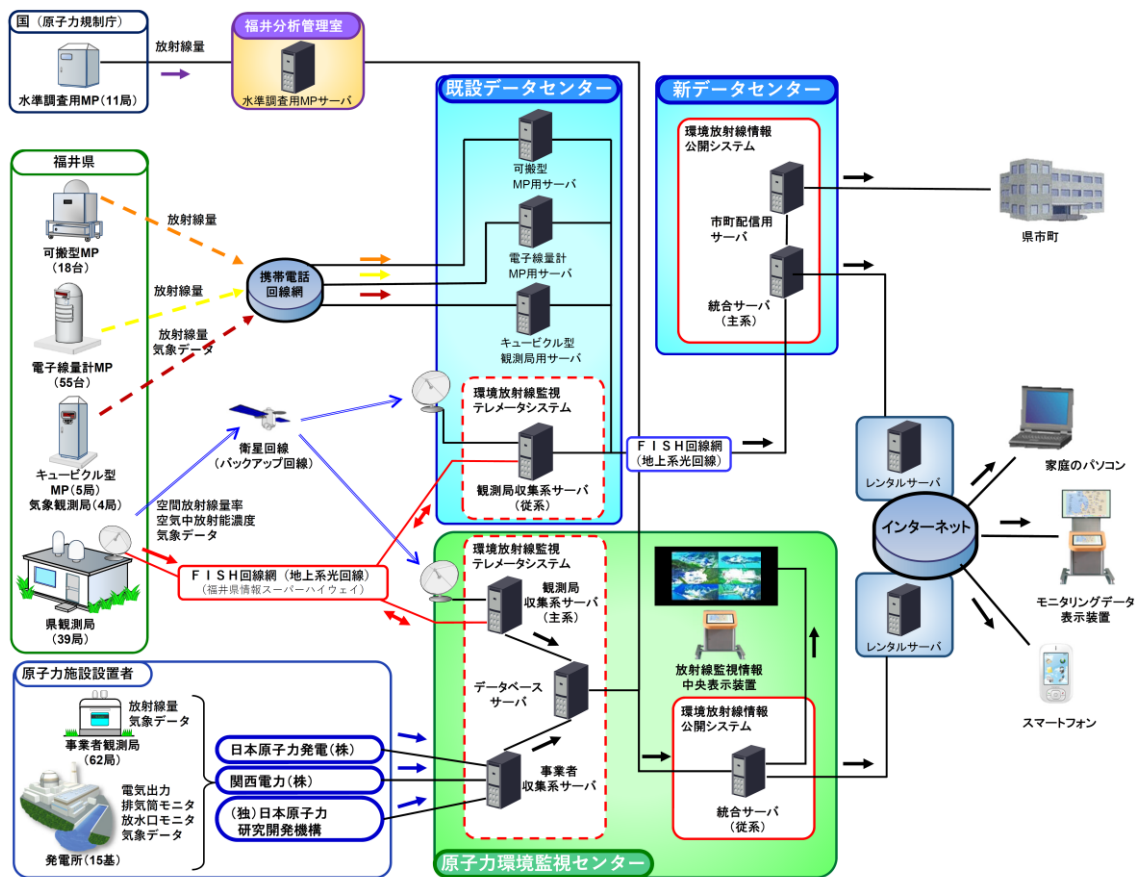 国（原子力規制庁）
放射線量
水準調査用MP(11局)
福井分析管理室
水準調査用MPサーバ
福井県
可搬型MP
(18台)
放射線量
電子線量計MP
(55台)
放射線量
キュービクル型
MP(5局)
気象観測局(4局)
放射線量
気象データ
携帯電話
回線網
県観測局
(39局)
空間放射線量率
空気中放射能濃度
気象データ
衛星回線
(バックアップ回線)
ＦＩＳＨ回線網（地上系光回線）
(福井県情報スーパーハイウェイ)
既設データセンター
可搬型
MP用サーバ
電子線量計
MP用サーバ
キュービクル型
観測局用サーバ
環境放射線監視
テレメータシステム
観測局収集系サーバ
(従系)
ＦＩＳＨ回線網
(地上系光回線)
新データセンター
環境放射線情報
公開システム
市町配信用
サーバ
統合サーバ
(主系)
県市町
原子力施設設置者
放射線量
気象データ
事業者観測局
(62局)
電気出力
排気筒モニタ
放水口モニタ
気象データ
発電所(15基)
日本原子力発電(株)
関西電力(株)
(独)日本原子力
研究開発機構
環境放射線監視
テレメータシステム
観測局
収集系サーバ
(主系)
データベース
サーバ
事業者
収集系サーバ
放射線監視情報
中央表示装置
環境放射線情報
公開システム
統合サーバ
(従系)
原子力環境監視センター
レンタルサーバ
インターネット
レンタルサーバ
家庭のパソコン
モニタリングデータ
表示装置
スマートフォン